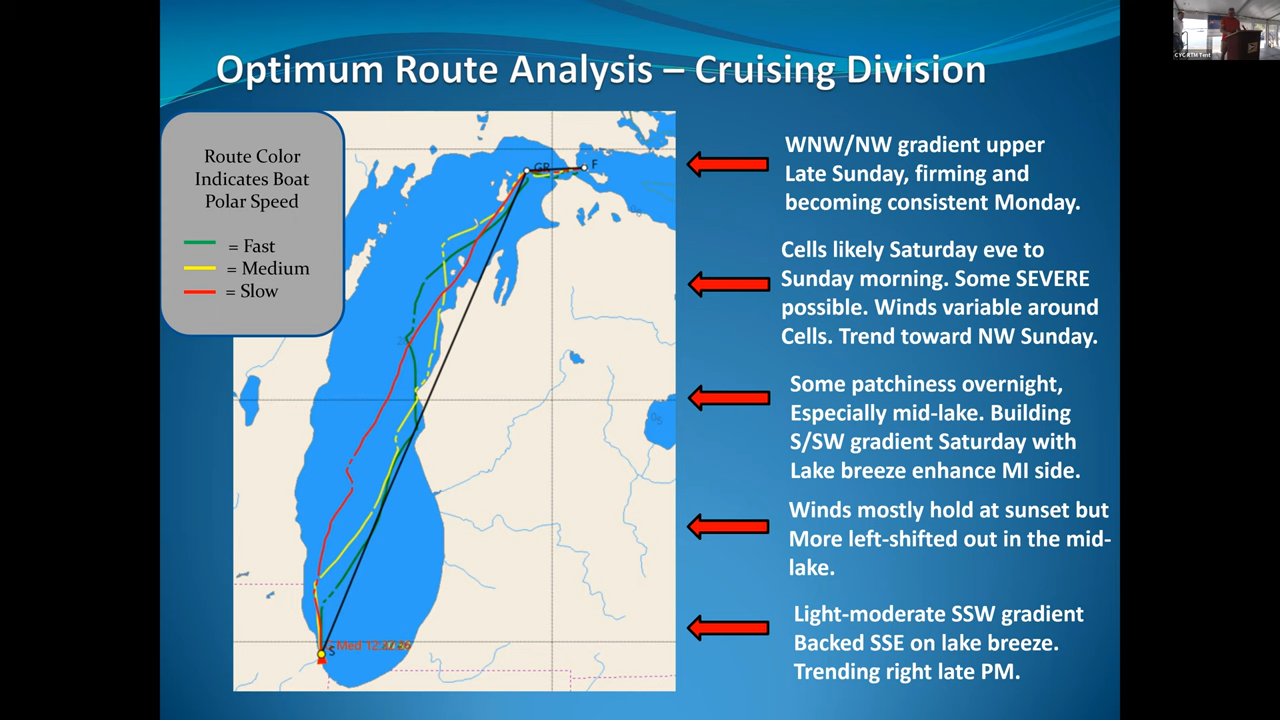 Optimum Route Analysis – Cruising Division
Route Color
Indicates Boat
Polar Speed
= Fast
= Medium
= Slow
GR
F
S
WNW/NW gradient upper
Late Sunday, firming and
becoming consistent Monday.
Cells likely Saturday eve to
Sunday morning. Some SEVERE
possible. Winds variable around
Cells. Trend toward NW Sunday.
Some patchiness overnight,
Especially mid-lake. Building
S/SW gradient Saturday with
Lake breeze enhance MI side.
Winds mostly hold at sunset but
More left-shifted out in the mid-
lake.
Light-moderate SSW gradient
Backed SSE on lake breeze.
Trending right late PM.
CYC RTM Tent